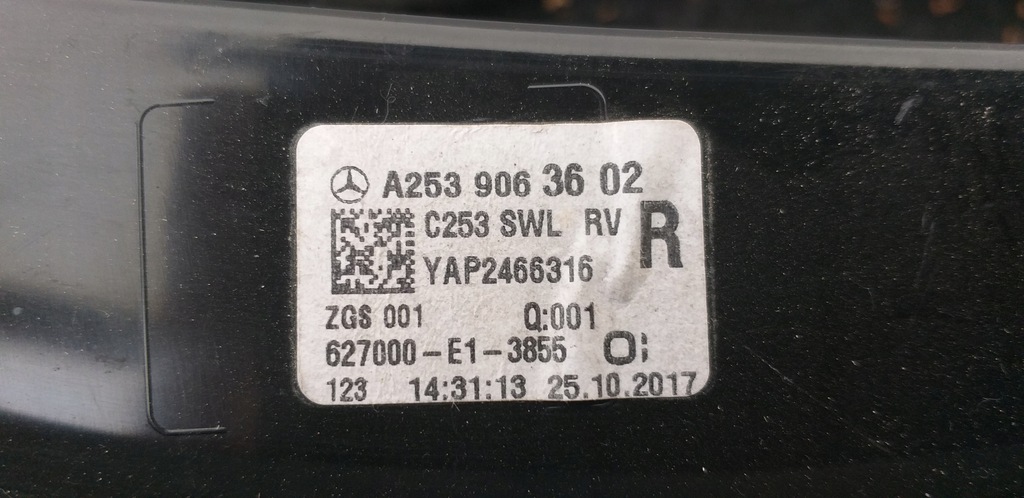 A253 906 36 02
C253 SWL RV R
YAP2466316
ZGS 001 Q:001
627000-E1-3855
123 14:31:13 25.10.2017